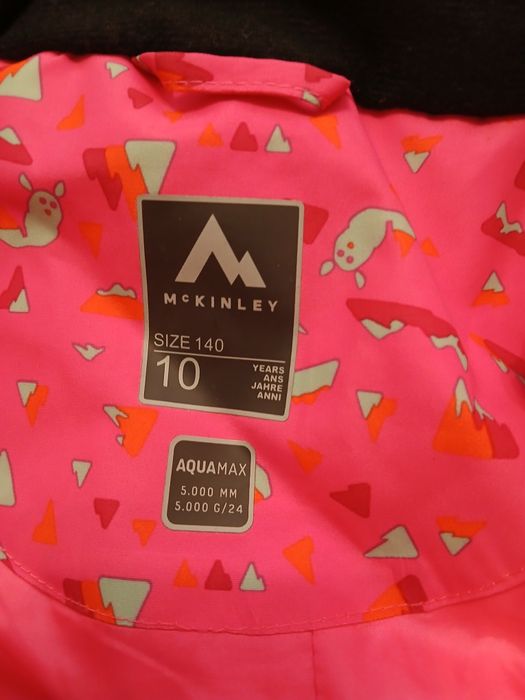 McKINLEY
SIZE 140
10
YEARS
ANS
JAHRE
ANNI
AQUAMAX
5.000 MM
5.000 G/24